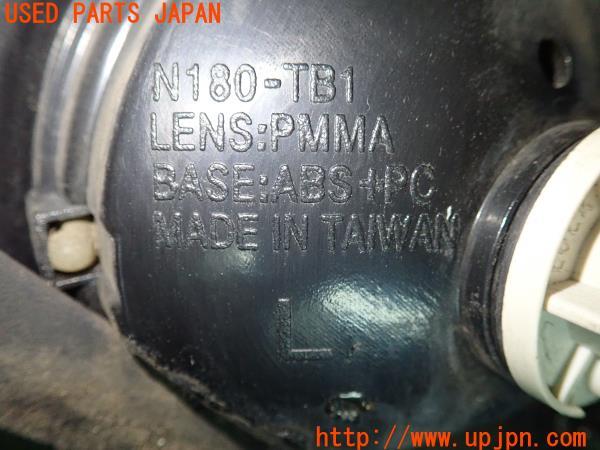 USED PARTS JAPAN
N180-TB1
LENS:PMMA
BASE:ABS+PC
MADE IN TAIWAN
L
http://www.upjpn.com/